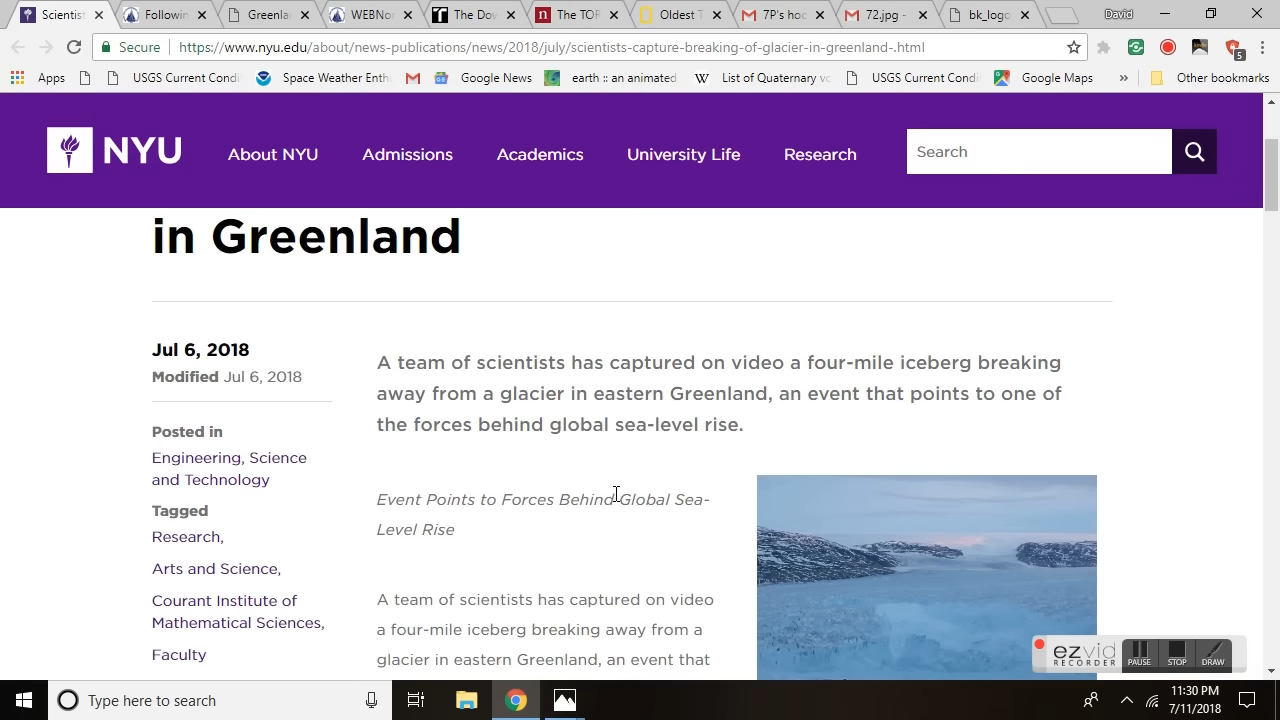 Scientist
Followin
Greenlan
WEBNor
The Dov
The TOR
Oldest T
7P's hoc
72.jpg -
bk_logo
David
Secure
https://www.nyu.edu/about/news-publications/news/2018/july/scientists-capture-breaking-of-glacier-in-greenland-.html
5
Apps
USGS Current Condi
Space Weather Enth
Google News
earth :: an animated
List of Quaternary vo
USGS Current Condi
Google Maps
»
Other bookmarks
NYU
About NYU
Admissions
Academics
University Life
Research
Search
in Greenland
Jul 6, 2018
Modified Jul 6, 2018
Posted in
Engineering, Science
and Technology
Tagged
Research,
Arts and Science,
Courant Institute of
Mathematical Sciences,
Faculty
A team of scientists has captured on video a four-mile iceberg breaking
away from a glacier in eastern Greenland, an event that points to one of
the forces behind global sea-level rise.
Event Points to Forces Behind Global Sea-
Level Rise
A team of scientists has captured on video
a four-mile iceberg breaking away from a
glacier in eastern Greenland, an event that
ezvid
RECORDER
PAUSE
STOP
DRAW
Type here to search
11:30 PM
7/11/2018